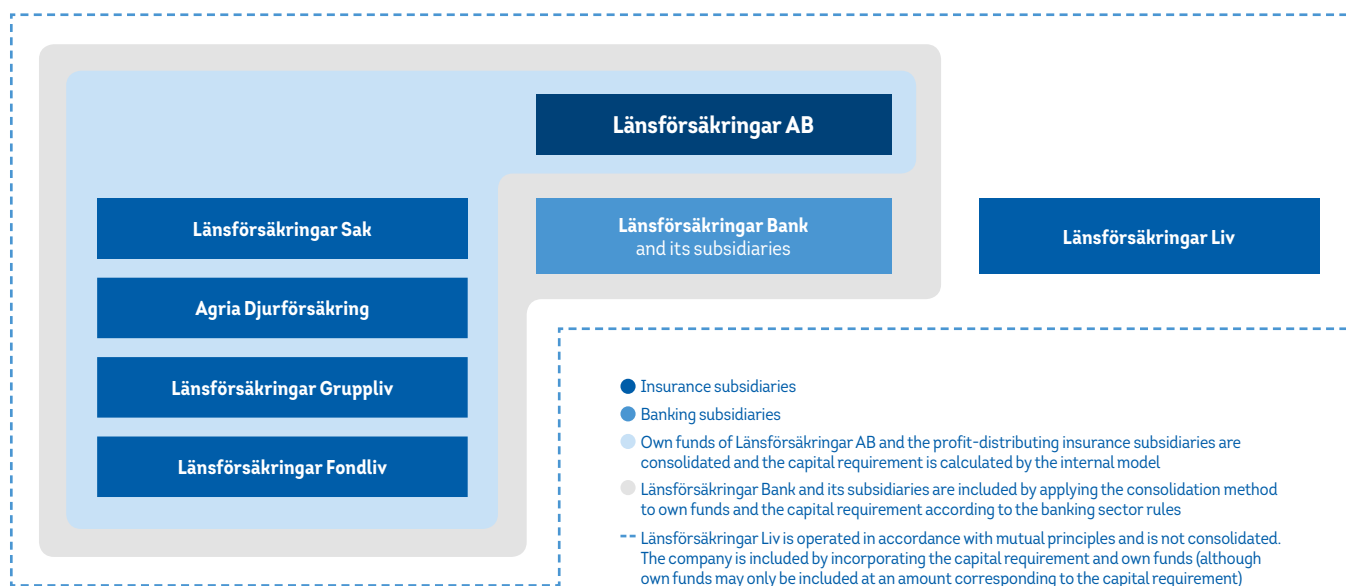 Länsförsäkringar AB
Länsförsäkringar Sak
Länsförsäkringar Bank
and its subsidiaries
Länsförsäkringar Liv
Agria Djurförsäkring
Länsförsäkringar Gruppliv
Länsförsäkringar Fondliv
Insurance subsidiaries
Banking subsidiaries
Own funds of Länsförsäkringar AB and the profit-distributing insurance subsidiaries are
consolidated and the capital requirement is calculated by the internal model
Länsförsäkringar Bank and its subsidiaries are included by applying the consolidation method
to own funds and the capital requirement according to the banking sector rules
Länsförsäkringar Liv is operated in accordance with mutual principles and is not consolidated.
The company is included by incorporating the capital requirement and own funds (although
own funds may only be included at an amount corresponding to the capital requirement)